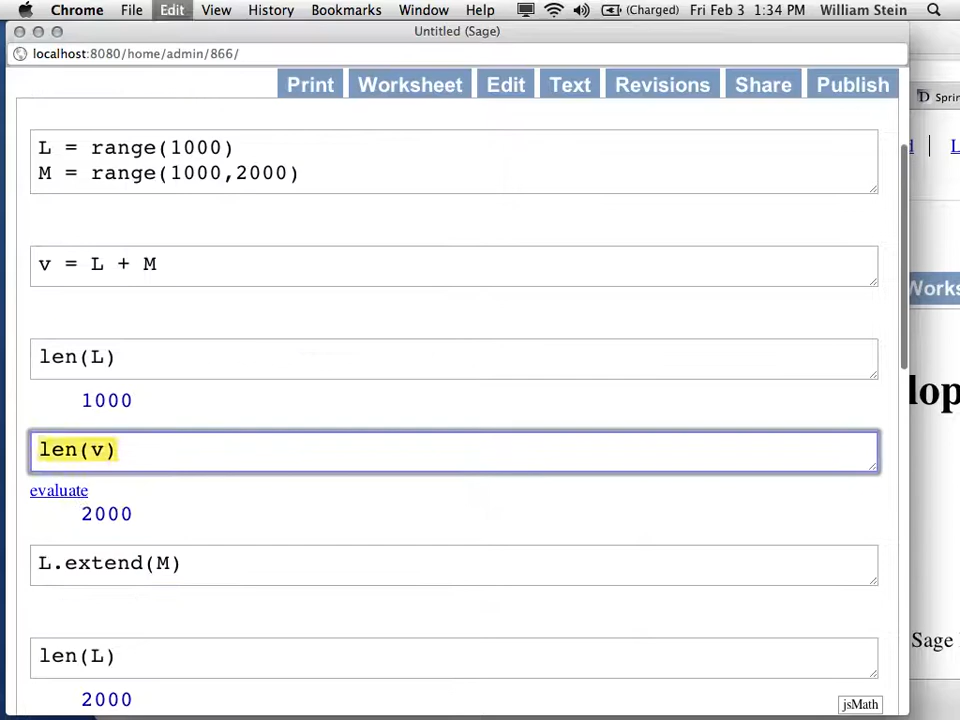 Chrome File Edit View History Bookmarks Window Help (Charged) Fri Feb 3 1:34 PM William Stein
Untitled (Sage)
localhost:8080/home/admin/866/
Print Worksheet Edit Text Revisions Share Publish
L = range(1000)
M = range(1000,2000)
v = L + M
len(L)
1000
len(v)
evaluate
2000
L.extend(M)
len(L)
2000
jsMath
Sprin
d | L
Works
lop
Sage